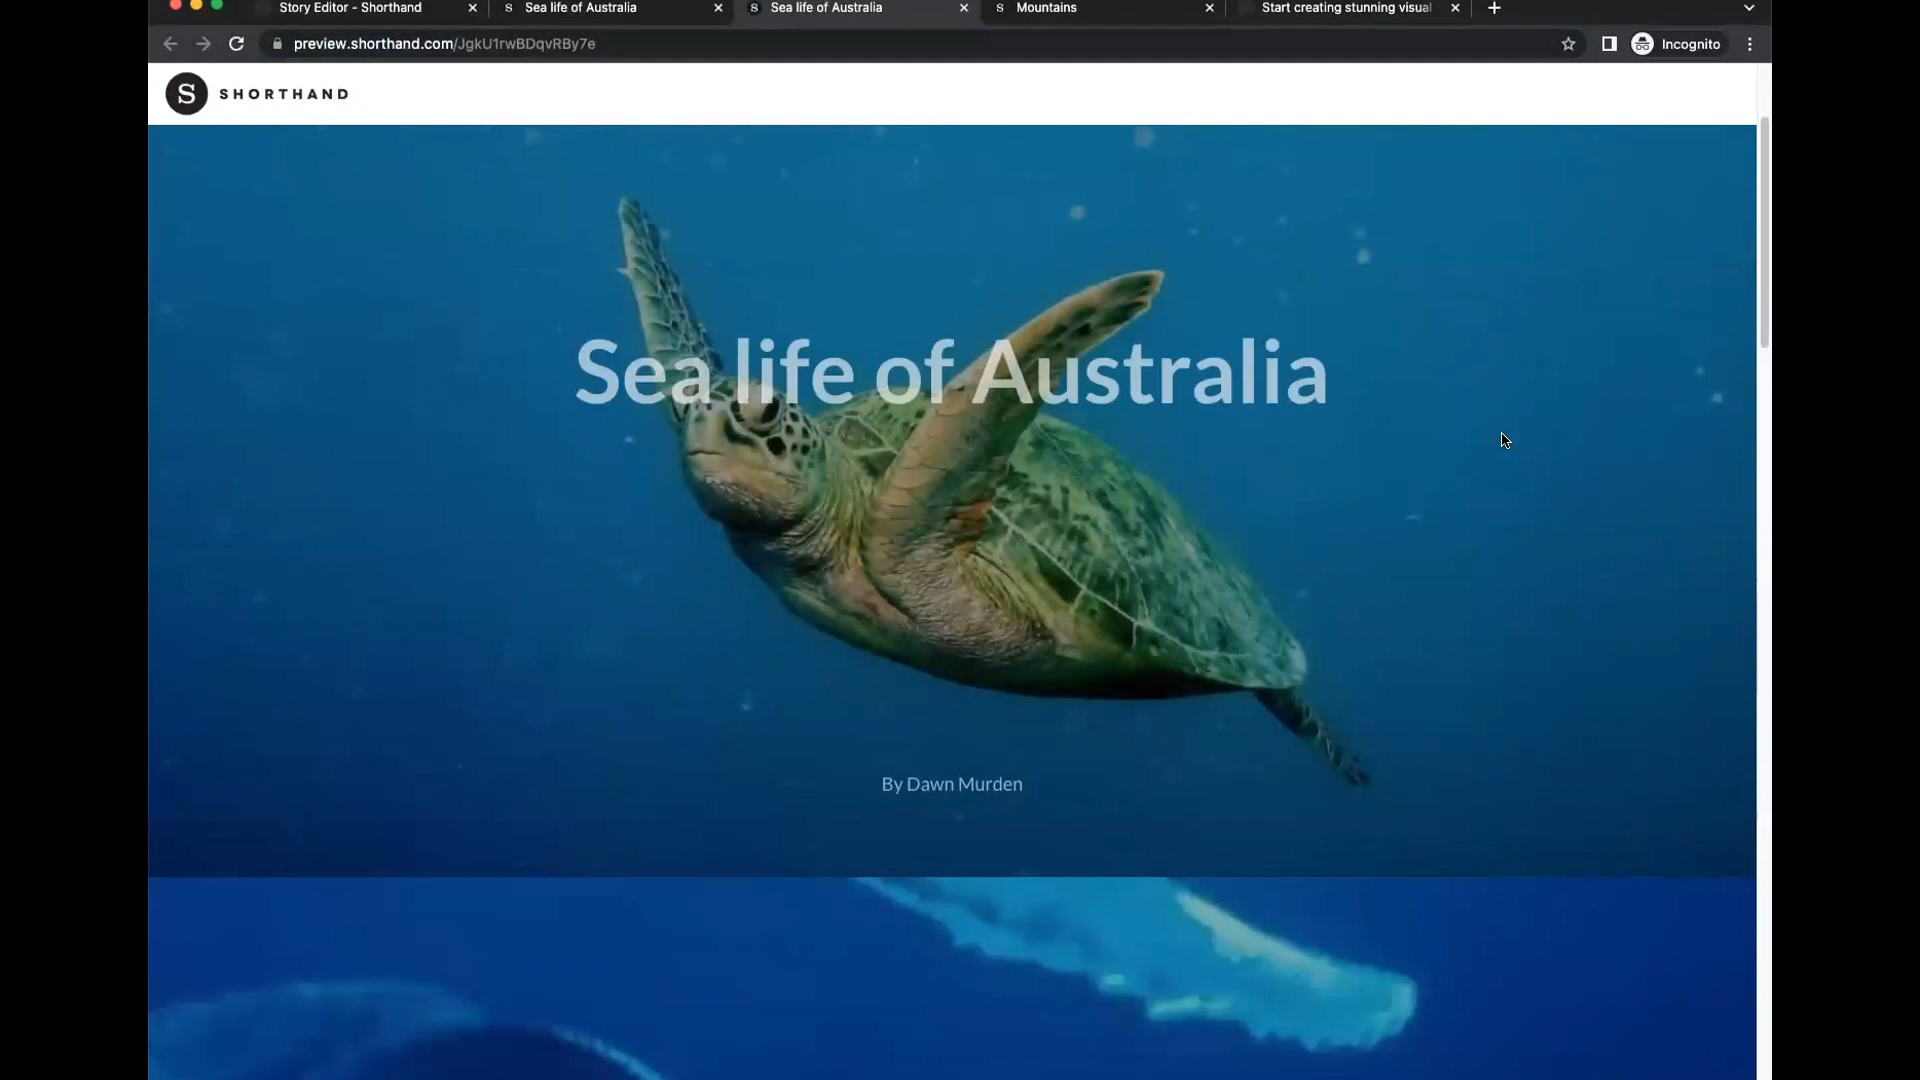 Story Editor - Shorthand
S Sea life of Australia
S Sea life of Australia
S Mountains
Start creating stunning visual
preview.shorthand.com/JgkU1rwBDqvRBy7e
Incognito
S SHORTHAND
Sea life of Australia
By Dawn Murden